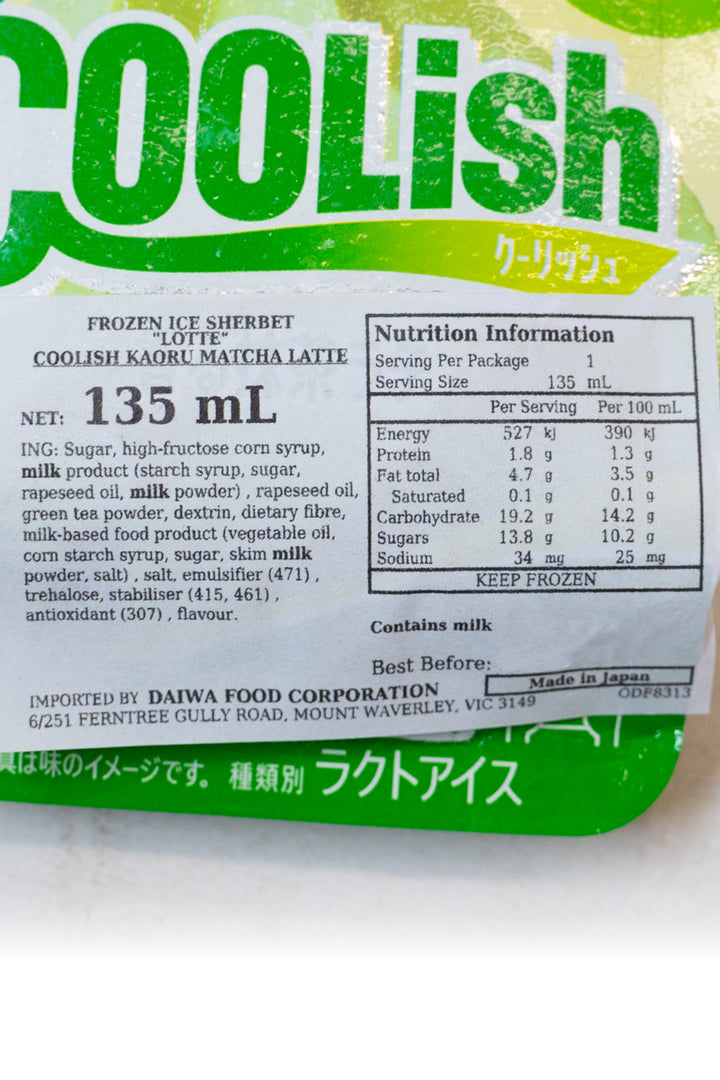 COOLish
クーリッシュ
FROZEN ICE SHERBET
"LOTTE"
COOLISH KAORU MATCHA LATTE
NET: 135 mL
ING: Sugar, high-fructose corn syrup,
milk product (starch syrup, sugar,
rapeseed oil, milk powder) , rapeseed oil,
green tea powder, dextrin, dietary fibre,
milk-based food product (vegetable oil,
corn starch syrup, sugar, skim milk
powder, salt) , salt, emulsifier (471) ,
trehalose, stabiliser (415, 461) ,
antioxidant (307) , flavour.
Nutrition Information
Serving Per Package 1
Serving Size 135 mL
Per Serving Per 100 mL
Energy 527 kJ 390 kJ
Protein 1.8 g 1.3 g
Fat total 4.7 g 3.5 g
Saturated 0.1 g 0.1 g
Carbohydrate 19.2 g 14.2 g
Sugars 13.8 g 10.2 g
Sodium 34 mg 25 mg
KEEP FROZEN
Contains milk
Best Before:
Made in Japan
ODF8313
IMPORTED BY DAIWA FOOD CORPORATION
6/251 FERNTREE GULLY ROAD, MOUNT WAVERLEY, VIC 3149
具は味のイメージです。 種類別 ラクトアイス